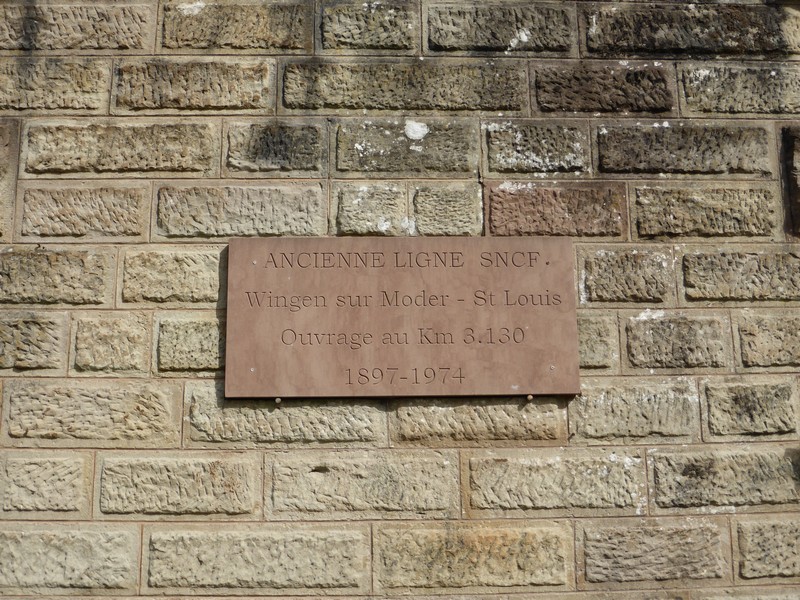 ANCIENNE LIGNE SNCF.
Wingen sur Moder - St Louis
Ouvrage au Km 3.130
1897-1974